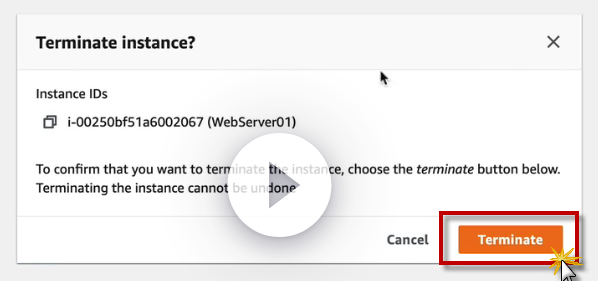 Terminate instance?
Instance IDs
i-00250bf51a6002067 (WebServer01)
To confirm that you want to terminate the instance, choose the terminate button below.
Terminating the instance cannot be undone.
Cancel
Terminate